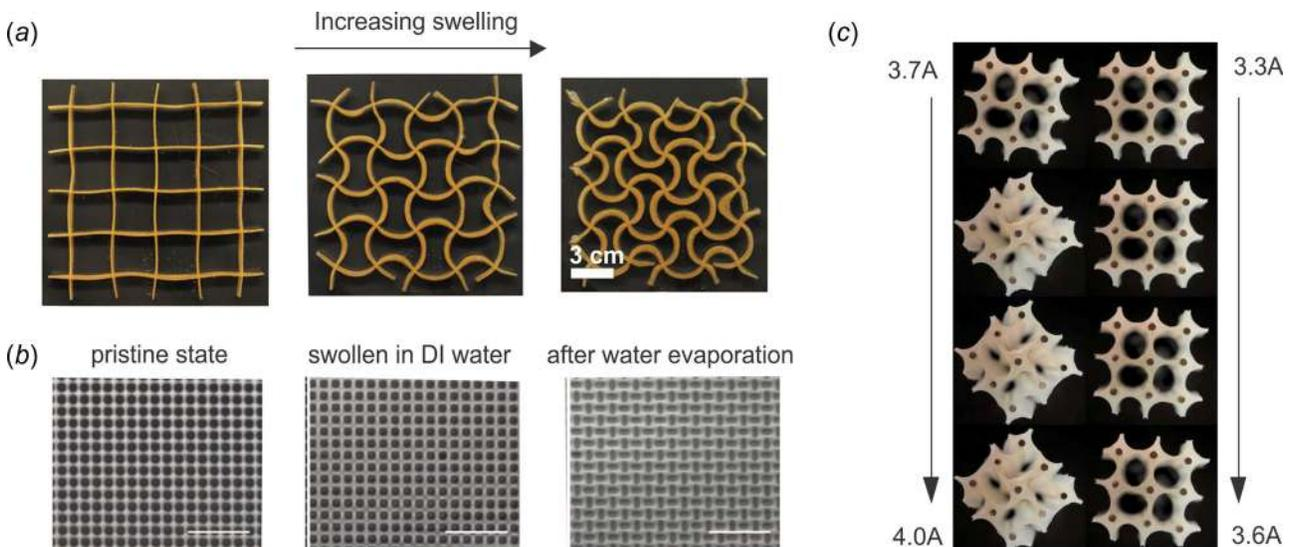 (a)
Increasing swelling
3 cm
(b)
pristine state
swollen in DI water
after water evaporation
(c)
3.7A
3.3A
4.0A
3.6A